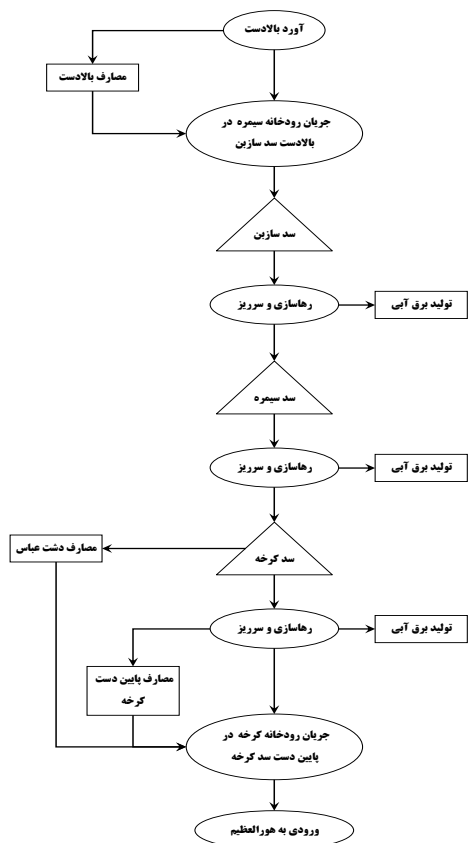 آورد بالادست
مصارف بالادست
جریان رودخانه سیمره در
بالادست سد سازبن
سد سازبن
رهاسازی و سرریز
تولید برق آبی
سد سیمره
رهاسازی و سرریز
تولید برق آبی
مصارف دشت عباس
سد کرخه
رهاسازی و سرریز
تولید برق آبی
مصارف پایین دست
کرخه
جریان رودخانه کرخه در
پایین دست سد کرخه
ورودی به هورالعظیم